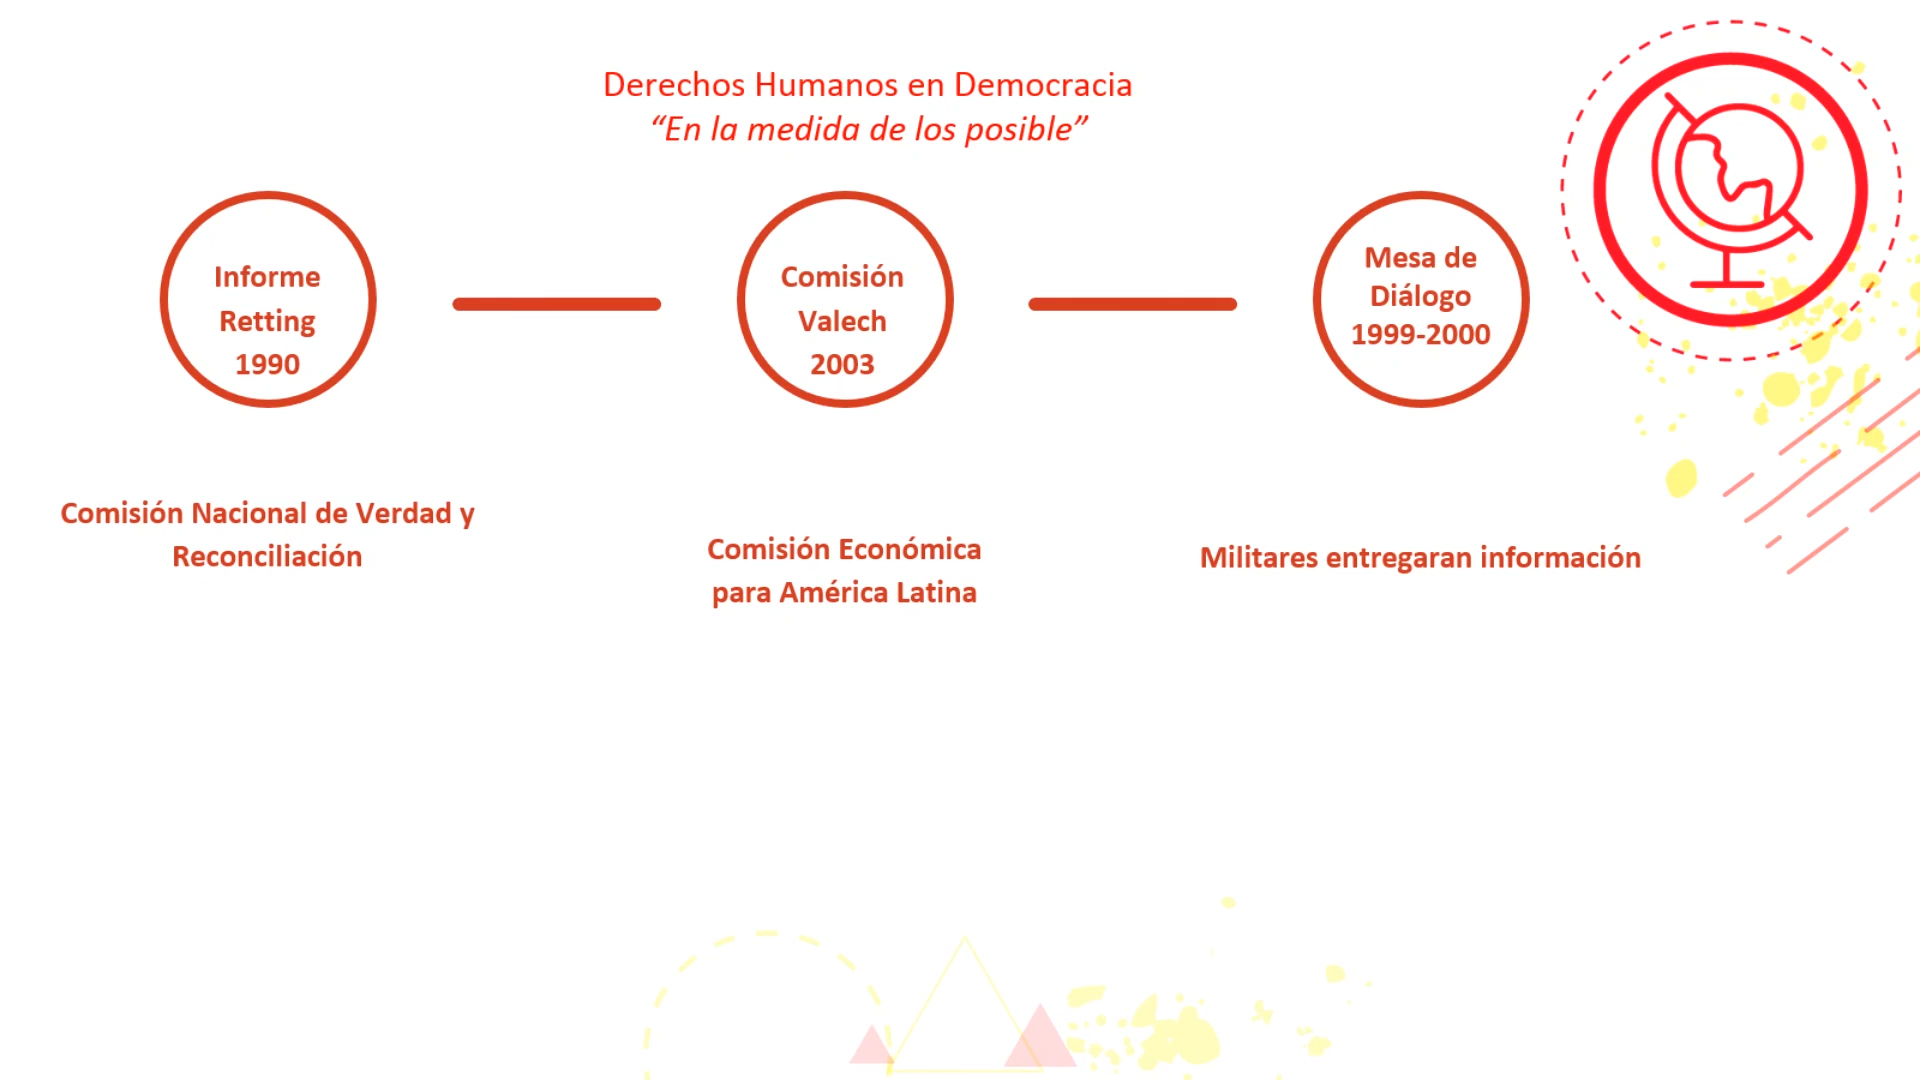 Derechos Humanos en Democracia
“En la medida de los posible”
Informe
Retting
1990
Comisión
Valech
2003
Mesa de
Diálogo
1999-2000
Comisión Nacional de Verdad y
Reconciliación
Comisión Económica
para América Latina
Militares entregaran información